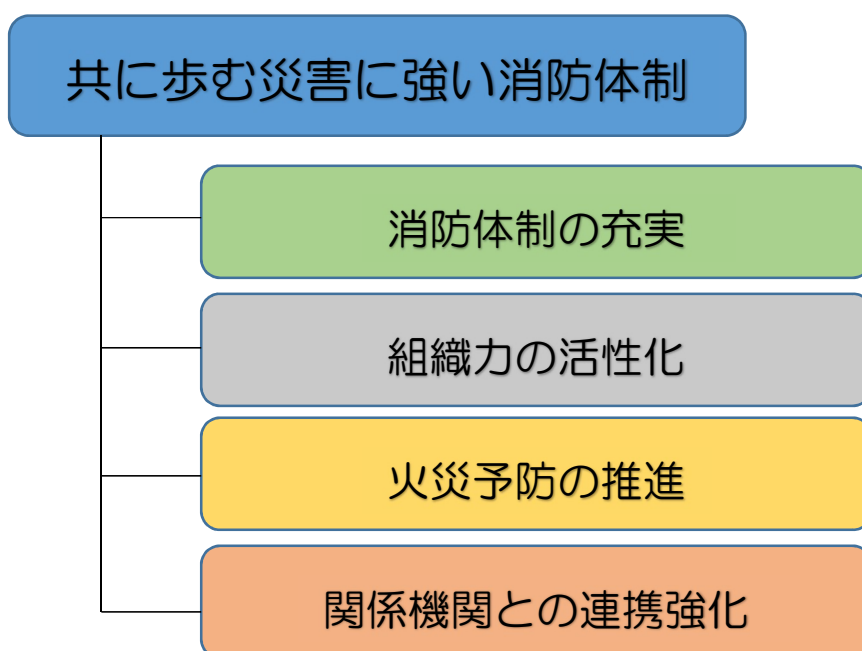 共に歩む災害に強い消防体制
消防体制の充実
組織力の活性化
火災予防の推進
関係機関との連携強化